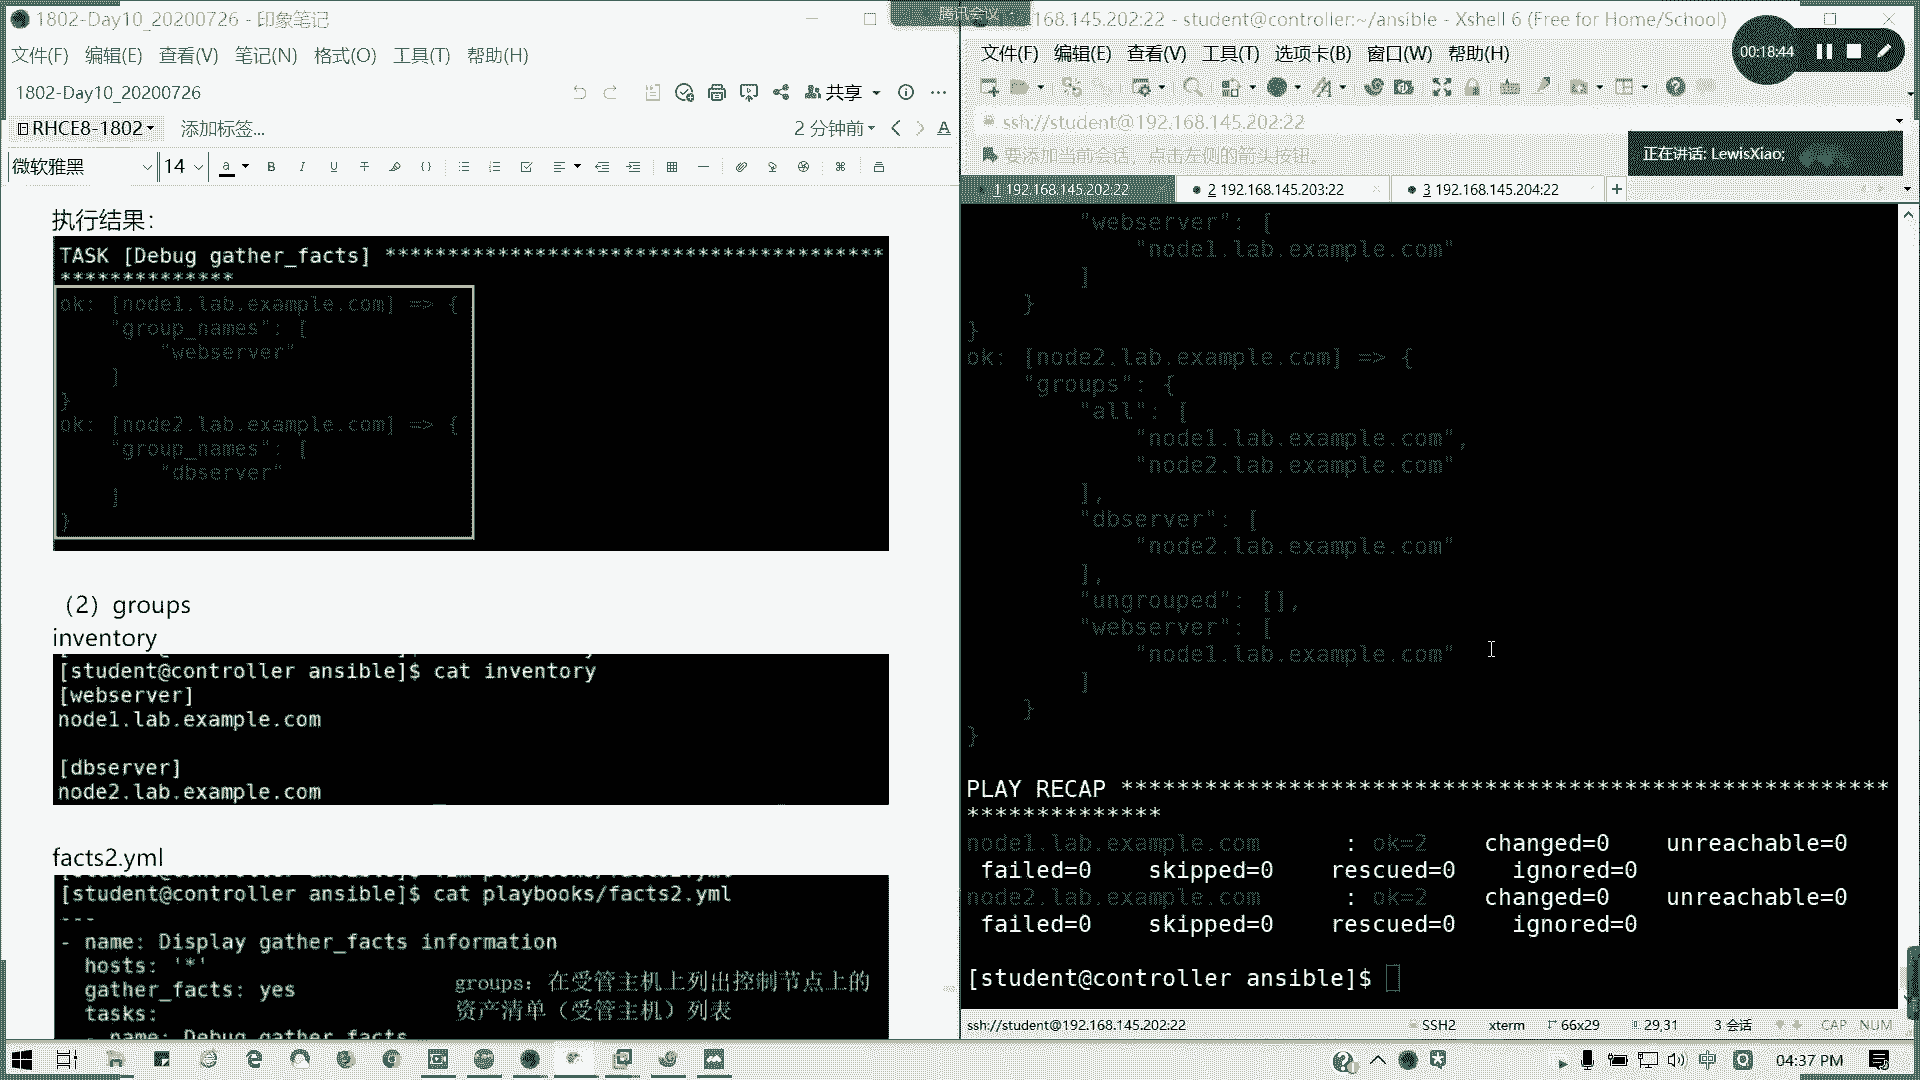 1802-Day10_20200726 - 印象笔记
文件(F) 编辑(E) 查看(V) 笔记(N) 格式(O) 工具(T) 帮助(H)
1802-Day10_20200726
共享
RHCE8-1802
添加标签...
2 分钟前
微软雅黑
14
执行结果：
TASK [Debug gather_facts] ***************************************
**************
ok: [node1.lab.example.com] => {
"group_names": [
"webserver"
]
}
ok: [node2.lab.example.com] => {
"group_names": [
"dbserver"
]
}
（2）groups
inventory
[student@controller ansible]$ cat inventory
[webserver]
node1.lab.example.com
[dbserver]
node2.lab.example.com
facts2.yml
[student@controller ansible]$ cat playbooks/facts2.yml
---
- name: Display gather_facts information
hosts: '*'
gather_facts: yes
tasks:
- name: Debug gather_facts
groups：在受管主机上列出控制节点上的
资产清单（受管主机）列表
腾讯会议
168.145.202:22 - student@controller:~/ansible - Xshell 6 (Free for Home/School)
文件(F) 编辑(E) 查看(V) 工具(T) 选项卡(B) 窗口(W) 帮助(H)
00:18:44
ssh://student@192.168.145.202:22
要添加当前会话，点击左侧的箭头按钮。
正在讲话: LewisXiao;
1 192.168.145.202:22
2 192.168.145.203:22
3 192.168.145.204:22
"webserver": [
"node1.lab.example.com"
]
}
}
ok: [node2.lab.example.com] => {
"groups": {
"all": [
"node1.lab.example.com",
"node2.lab.example.com"
],
"dbserver": [
"node2.lab.example.com"
],
"ungrouped": [],
"webserver": [
"node1.lab.example.com"
]
}
}
PLAY RECAP *******************************************************
**************
node1.lab.example.com : ok=2 changed=0 unreachable=0
failed=0 skipped=0 rescued=0 ignored=0
node2.lab.example.com : ok=2 changed=0 unreachable=0
failed=0 skipped=0 rescued=0 ignored=0
[student@controller ansible]$
ssh://student@192.168.145.202:22
SSH2
xterm
66x29
29,31
3 会话
CAP NUM
中
04:37 PM